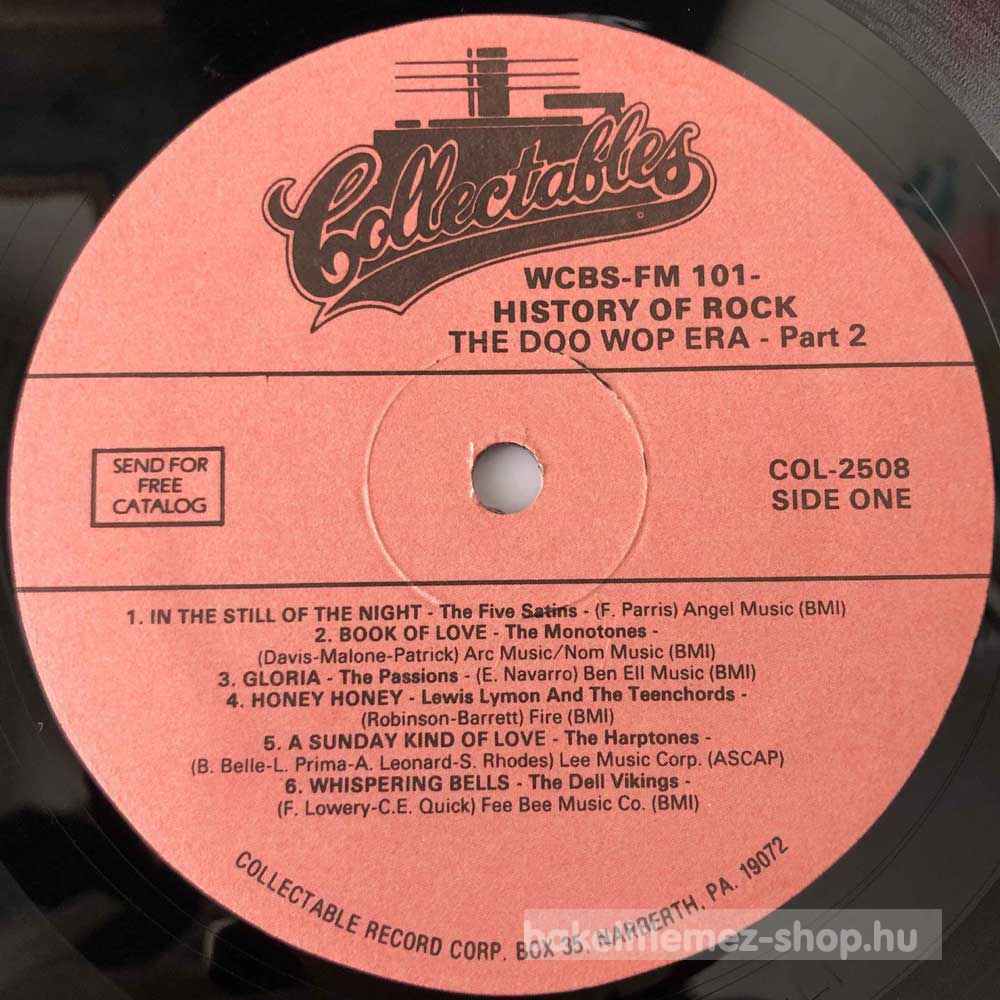 Collectables
WCBS-FM 101-
HISTORY OF ROCK
THE DOO WOP ERA - Part 2
SEND FOR
FREE
CATALOG
COL-2508
SIDE ONE
1. IN THE STILL OF THE NIGHT - The Five Satins - (F. Parris) Angel Music (BMI)
2. BOOK OF LOVE - The Monotones -
(Davis-Malone-Patrick) Arc Music/Nom Music (BMI)
3. GLORIA - The Passions - (E. Navarro) Ben Ell Music (BMI)
4. HONEY HONEY - Lewis Lymon And The Teenchords -
(Robinson-Barrett) Fire (BMI)
5. A SUNDAY KIND OF LOVE - The Harptones -
(B. Belle-L. Prima-A. Leonard-S. Rhodes) Lee Music Corp. (ASCAP)
6. WHISPERING BELLS - The Dell Vikings -
(F. Lowery-C.E. Quick) Fee Bee Music Co. (BMI)
COLLECTABLE RECORD CORP. BOX 35, NARBERTH, PA. 19072
bakelitlemez-shop.hu